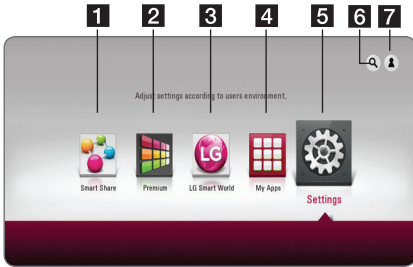 1 2 3 4 5 6 7
Adjust settings according to users environment.
LG
Smart Share Premium LG Smart World My Apps
Settings